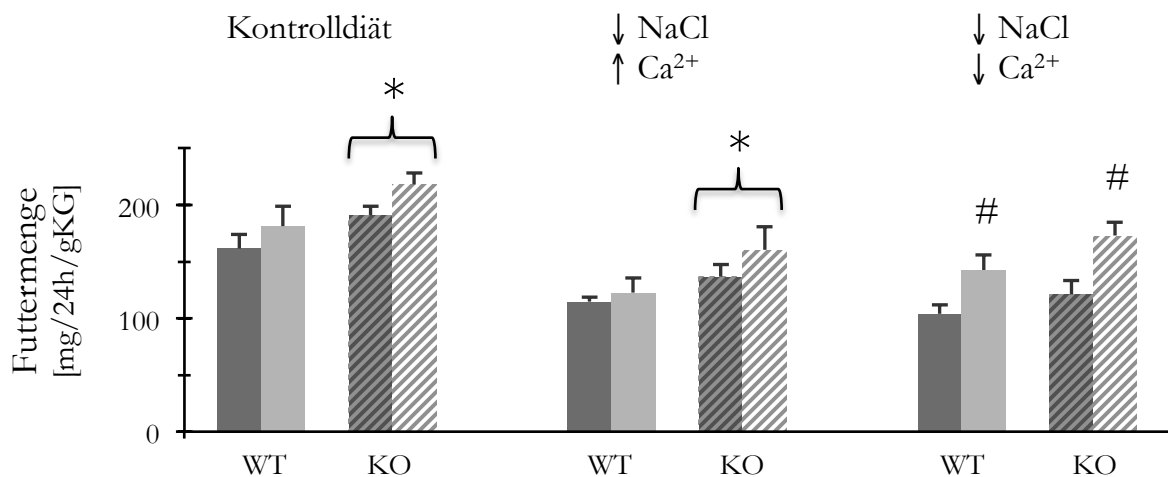 Kontrolldiät
↓ NaCl
↑ Ca²⁺
↓ NaCl
↓ Ca²⁺
*
*
#
#
Futtermenge
[mg/24h/gKG]
200
100
0
WT
KO
WT
KO
WT
KO